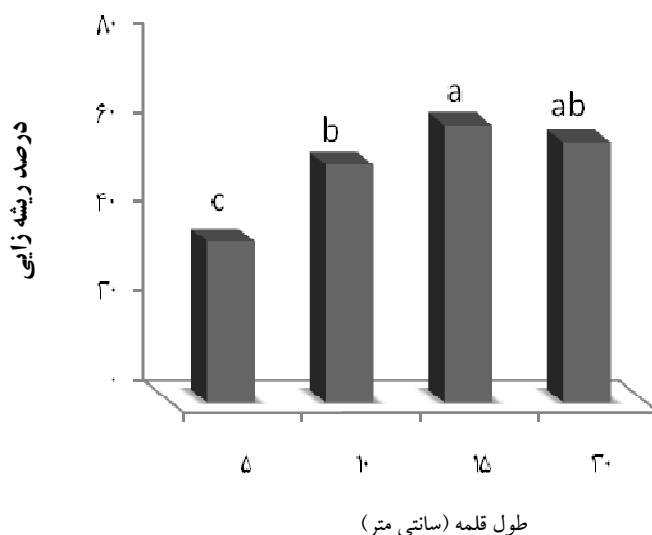 ۸۰
۶۰
۴۰
۲۰
۰
درصد ریشه زایی
c
b
a
ab
۵
۱۰
۱۵
۲۰
طول قلمه (سانتی متر)